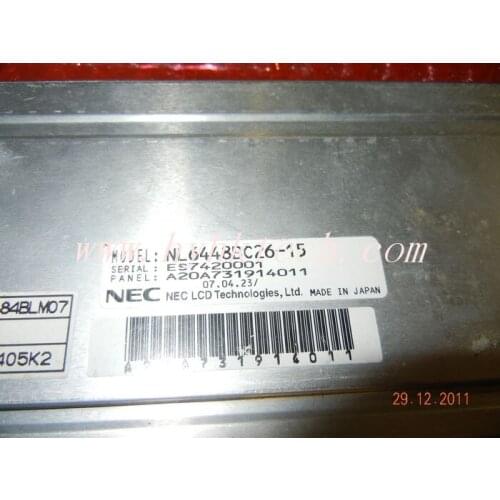 MODEL: NL6448BC26-15
SERIAL: ES7420001
PANEL: A20A731914011
07.04.23/
NEC NEC LCD Technologies, Ltd. MADE IN JAPAN
84BLM07
405K2
29.12.2011